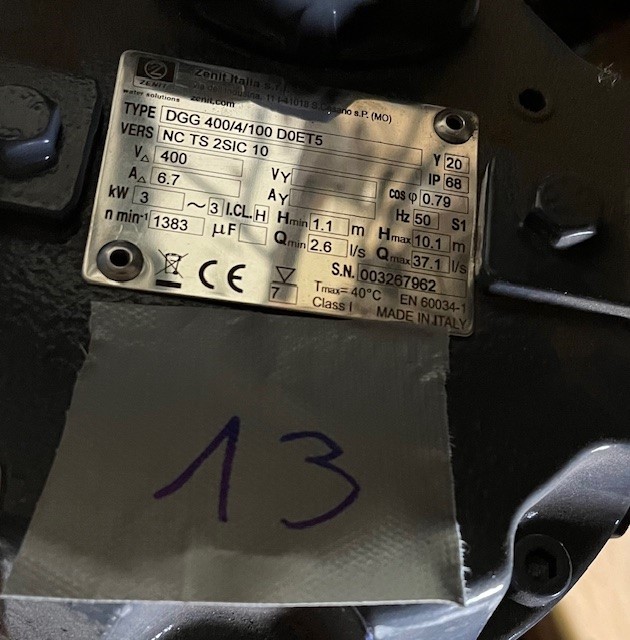 Zenit Italia s.r.l.
ZENIT
water solutions zenit.com
TYPE DGG 400/4/100 D0ET5
VERS NC TS 2SIC 10 Y 20
V△ 400 VY IP 68
A△ 6.7 AY cos φ 0.79
kW 3 ~ 3 I.CL. H Hmin 1.1 m Hz 50 S1
n min-1 1383 µF Qmin 2.6 l/s Hmax 10.1 m
Qmax 37.1 l/s
S.N. 003267962
CE 7 Tmax= 40°C EN 60034-1
Class I MADE IN ITALY
13